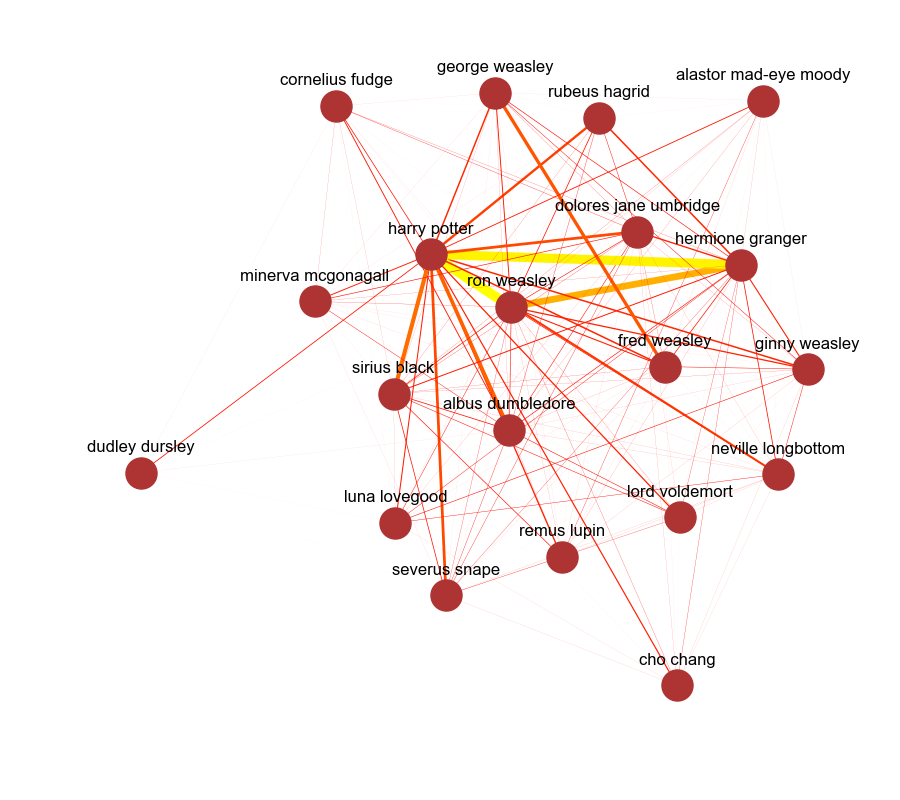 george weasley
alastor mad-eye moody
cornelius fudge
rubeus hagrid
dolores jane umbridge
harry potter
hermione granger
minerva mcgonagall
ron weasley
fred weasley
ginny weasley
sirius black
albus dumbledore
dudley dursley
neville longbottom
luna lovegood
lord voldemort
remus lupin
severus snape
cho chang